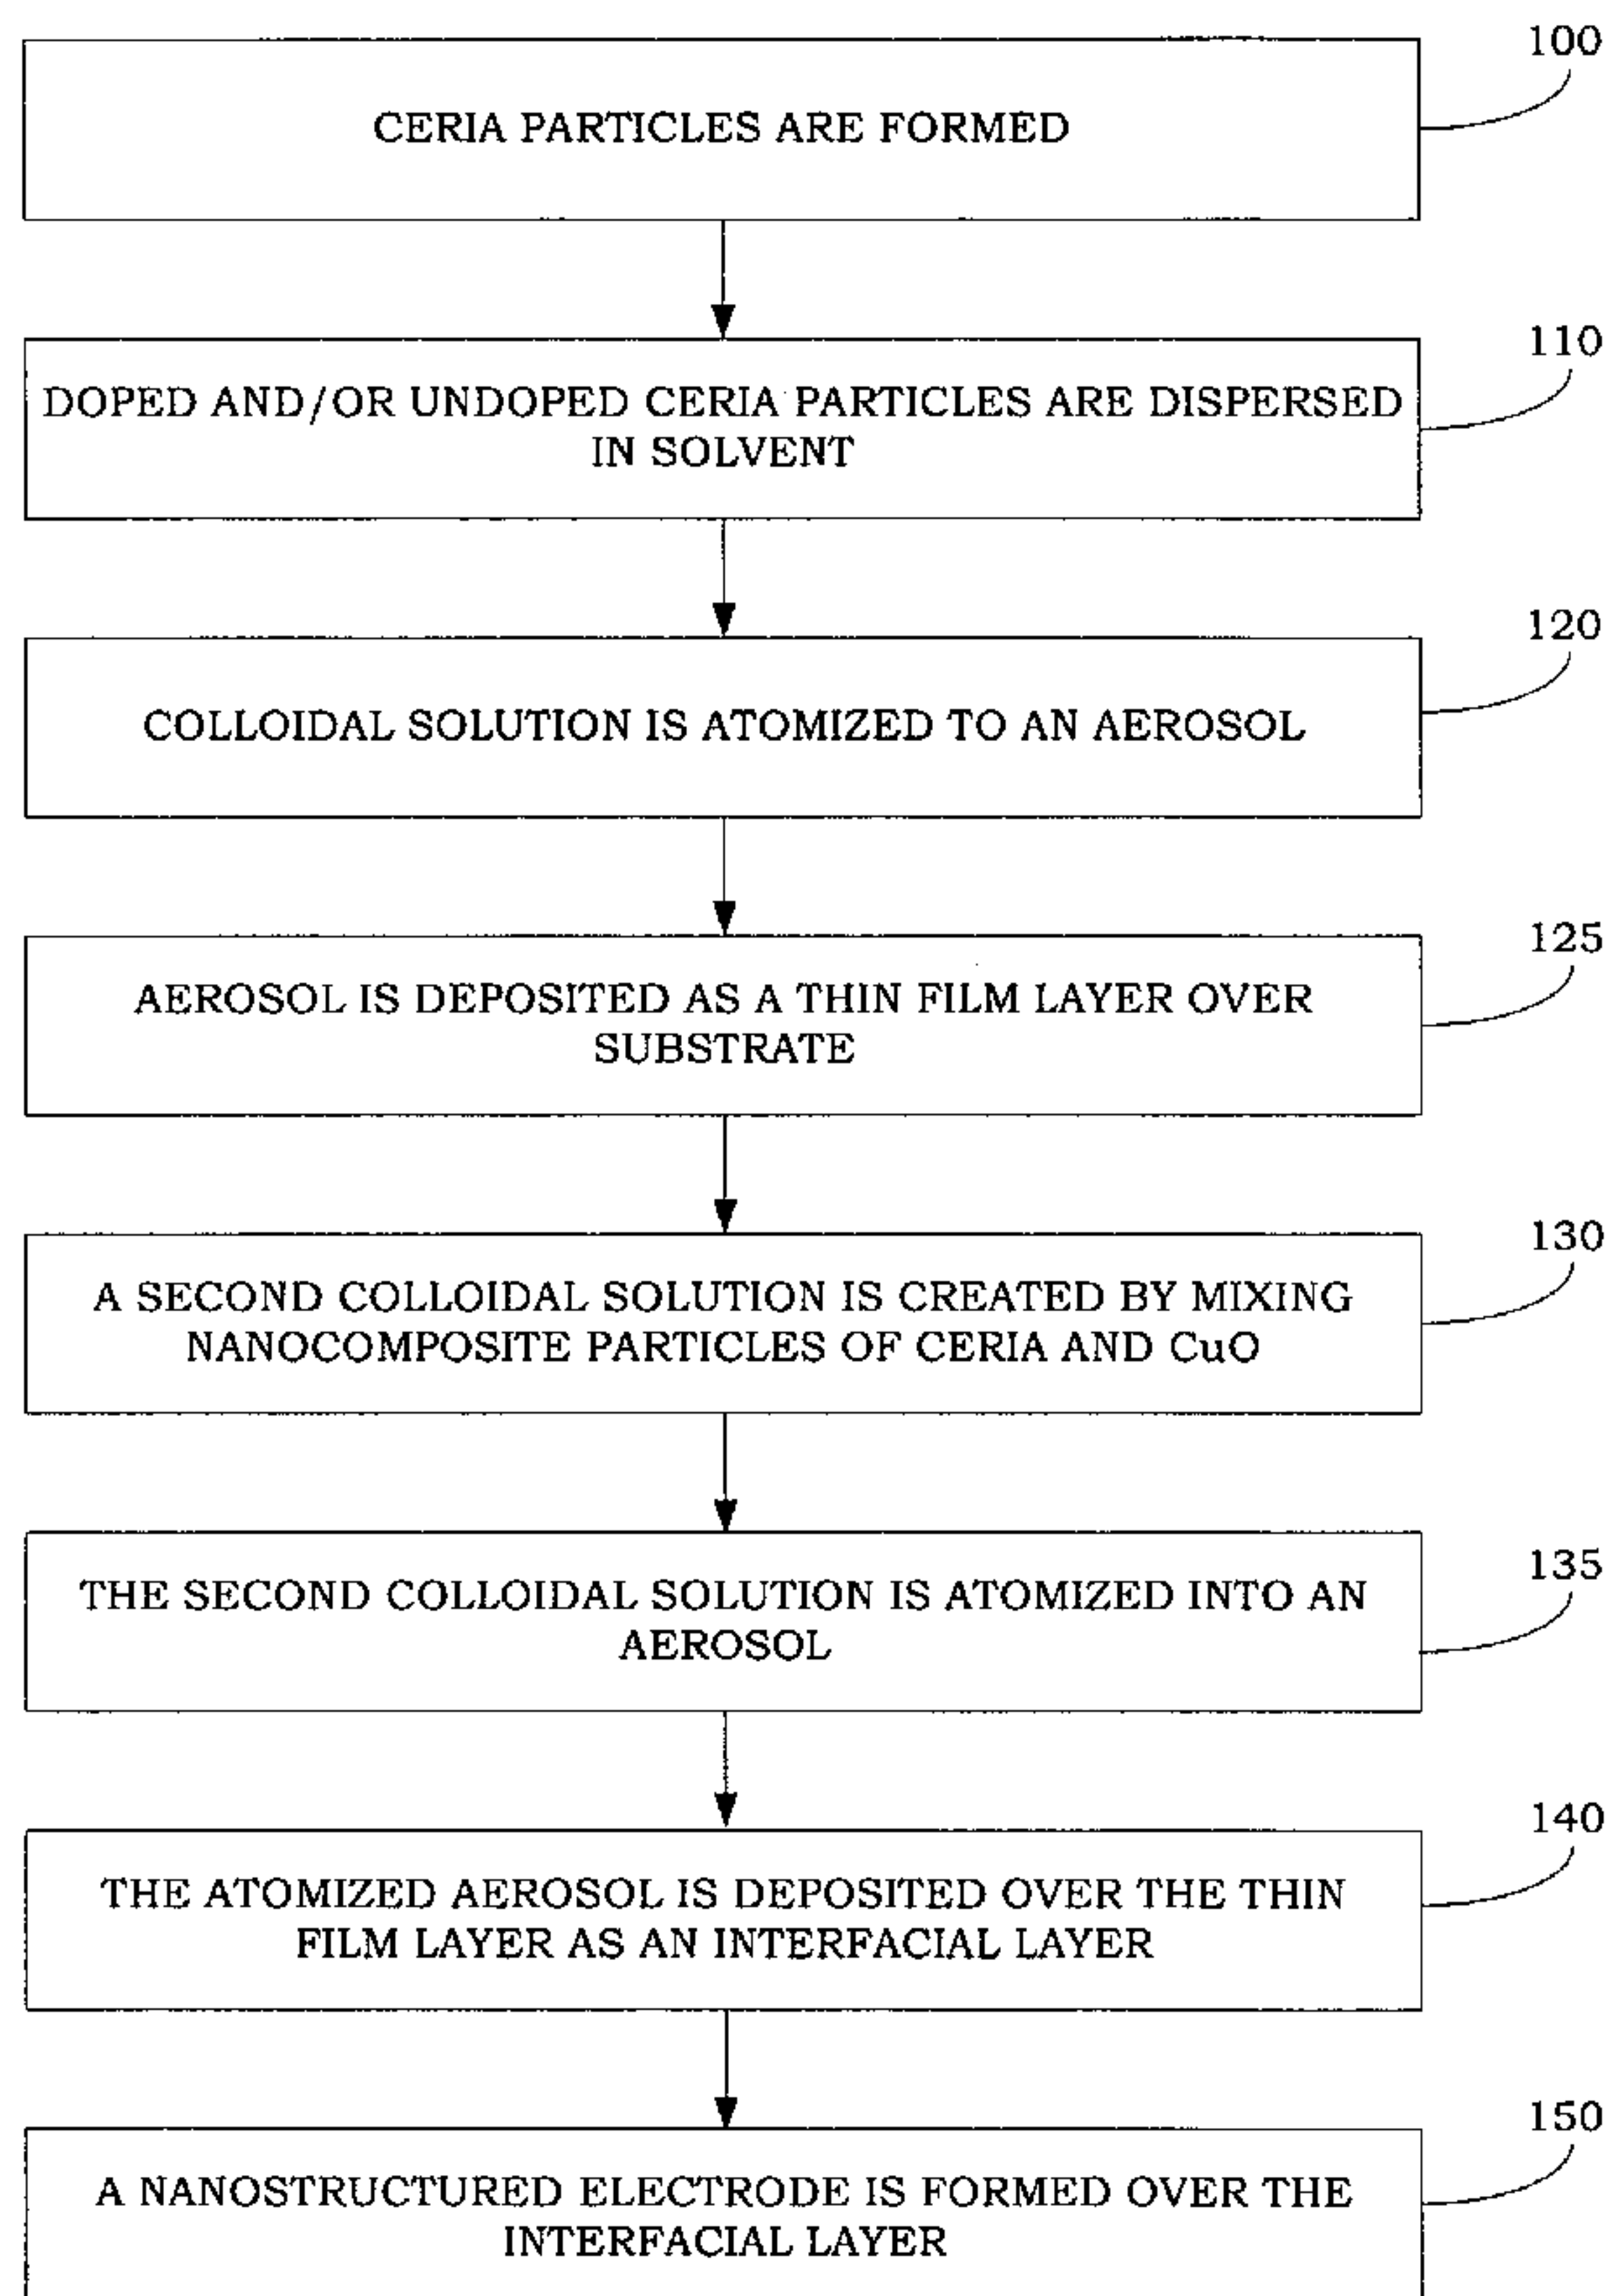 100
CERIA PARTICLES ARE FORMED
110
DOPED AND/OR UNDOPED CERIA PARTICLES ARE DISPERSED
IN SOLVENT
120
COLLOIDAL SOLUTION IS ATOMIZED TO AN AEROSOL
125
AEROSOL IS DEPOSITED AS A THIN FILM LAYER OVER
SUBSTRATE
130
A SECOND COLLOIDAL SOLUTION IS CREATED BY MIXING
NANOCOMPOSITE PARTICLES OF CERIA AND CuO
135
THE SECOND COLLOIDAL SOLUTION IS ATOMIZED INTO AN
AEROSOL
140
THE ATOMIZED AEROSOL IS DEPOSITED OVER THE THIN
FILM LAYER AS AN INTERFACIAL LAYER
150
A NANOSTRUCTURED ELECTRODE IS FORMED OVER THE
INTERFACIAL LAYER